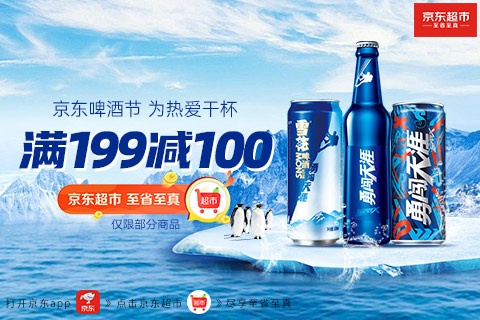 京东超市
至省至真
京东啤酒节 为热爱干杯
满199减100
京东超市 至省至真
超市
仅限部分商品
雪花
SNOW
勇闯天涯
勇闯天涯
打开京东app 京东 》点击京东超市 超市 》尽享至省至真